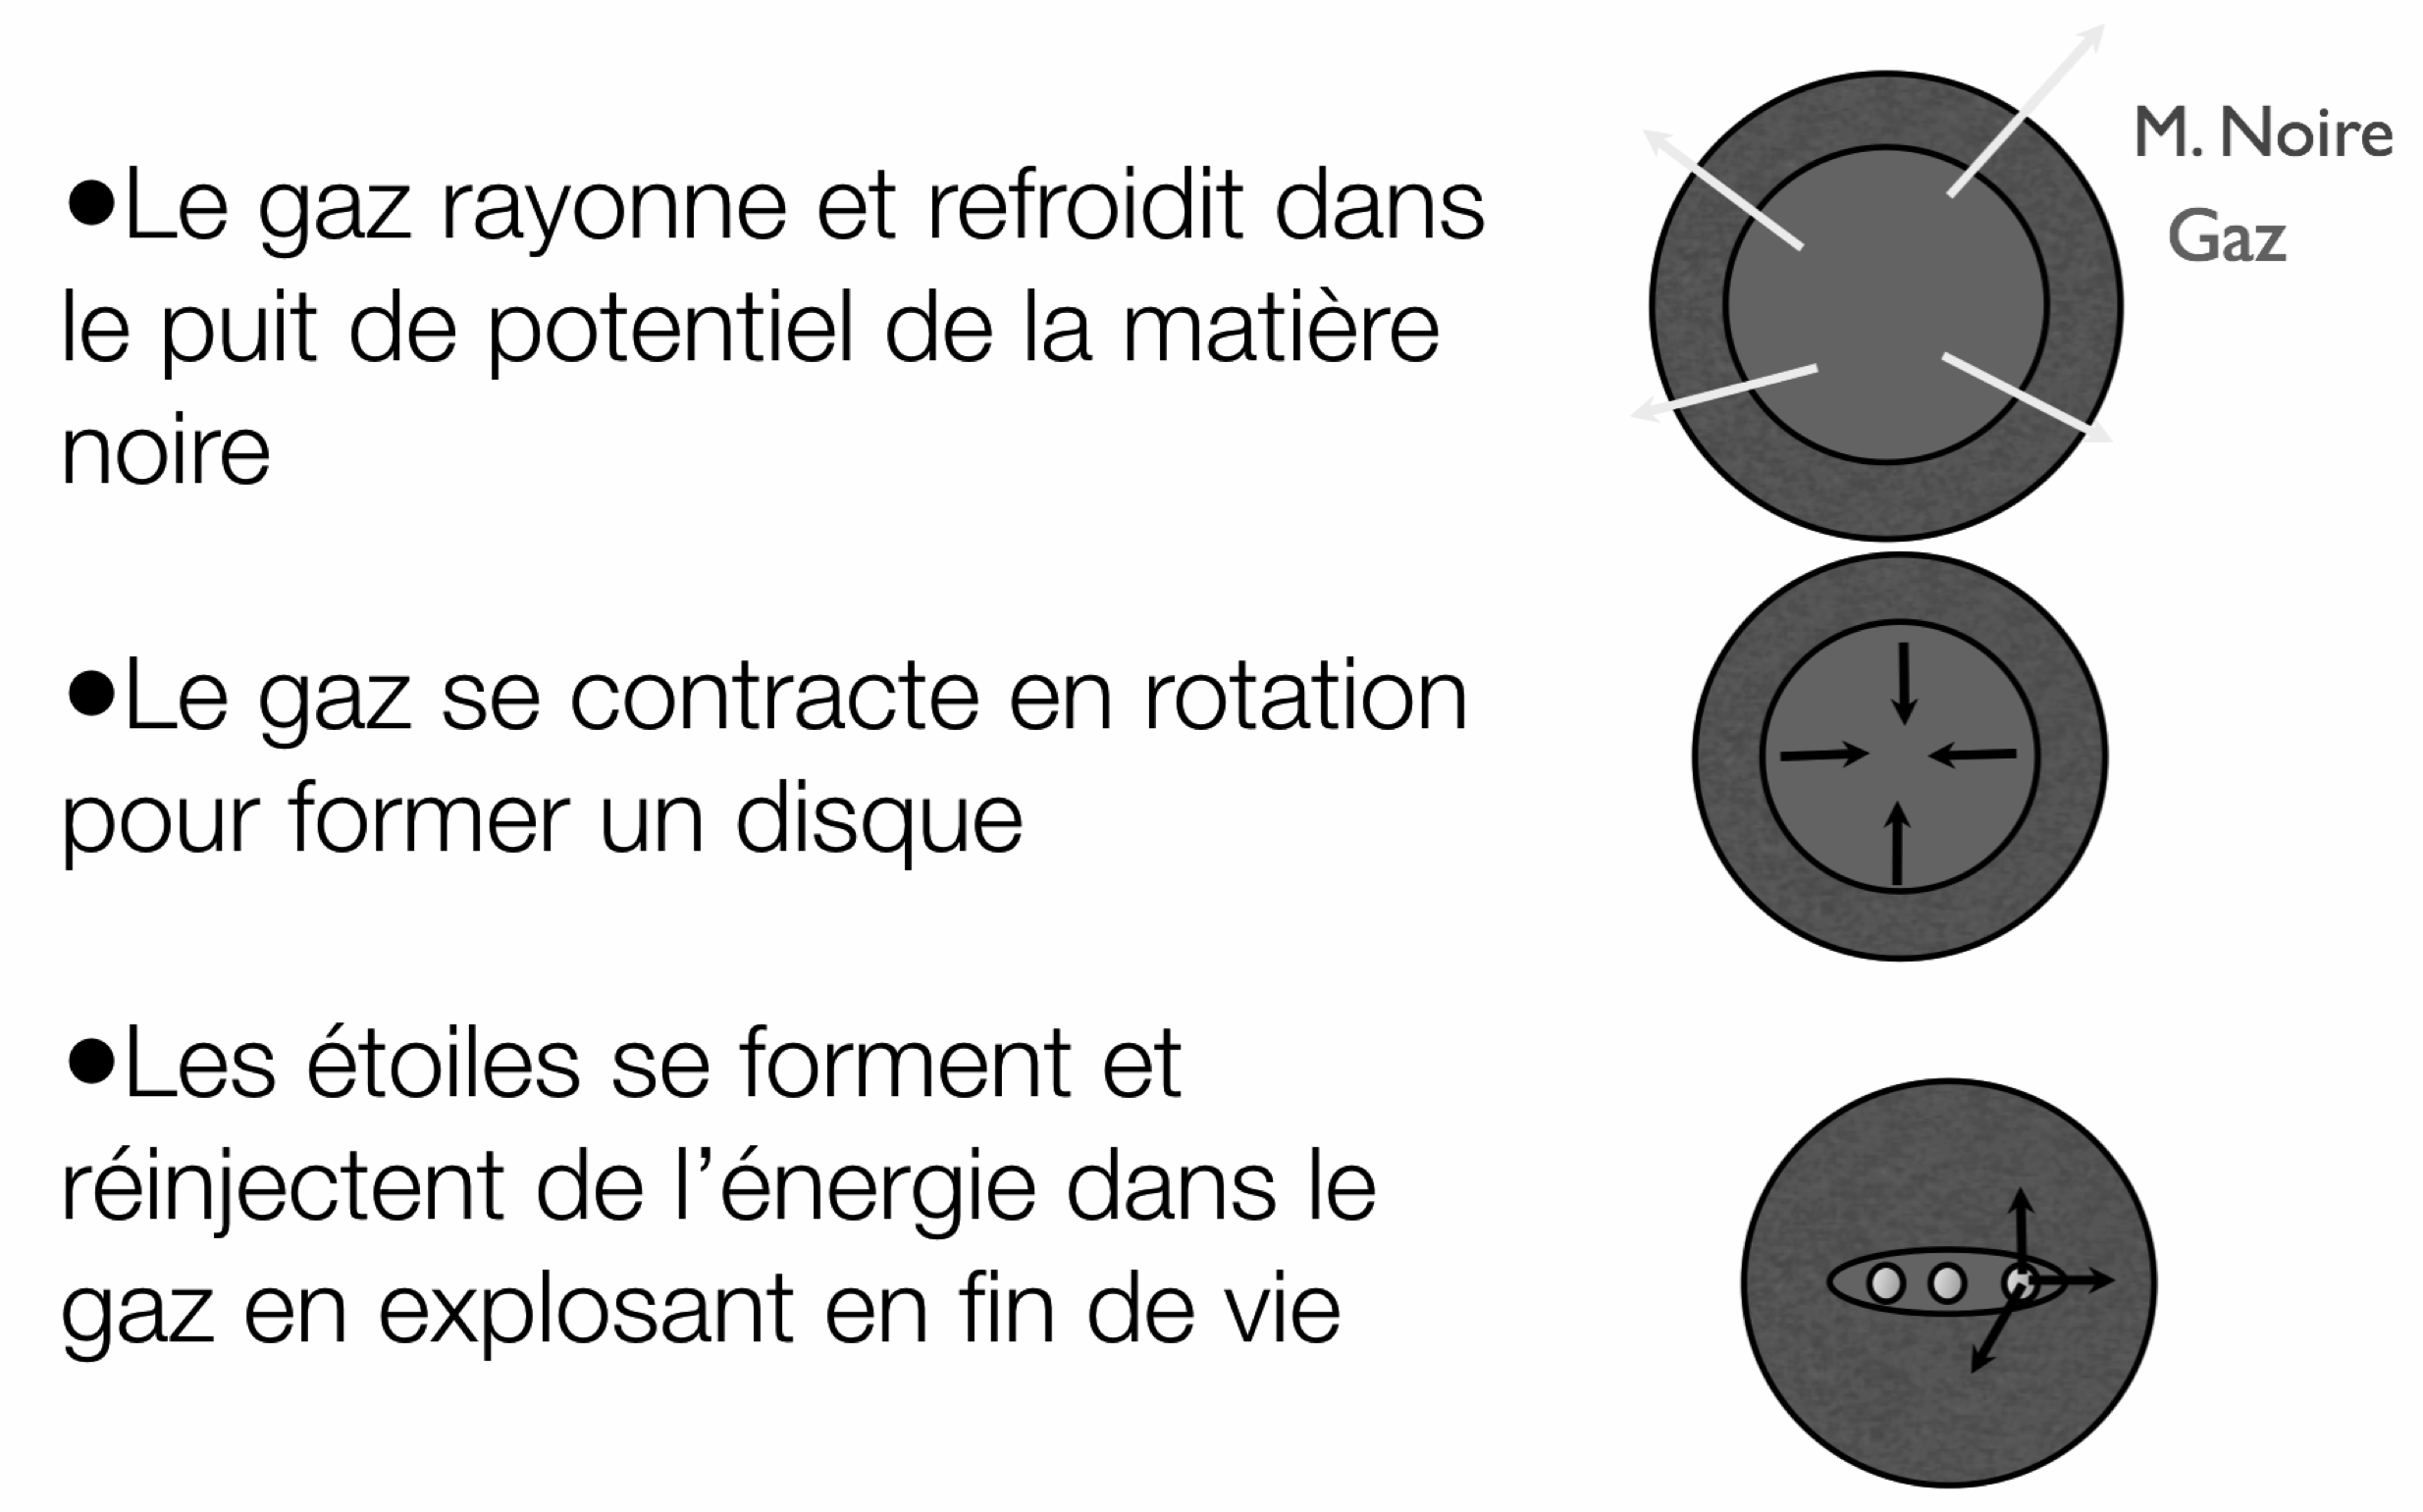 •Le gaz rayonne et refroidit dans
le puit de potentiel de la matière
noire
•Le gaz se contracte en rotation
pour former un disque
•Les étoiles se forment et
réinjectent de l’énergie dans le
gaz en explosant en fin de vie
M. Noire
Gaz